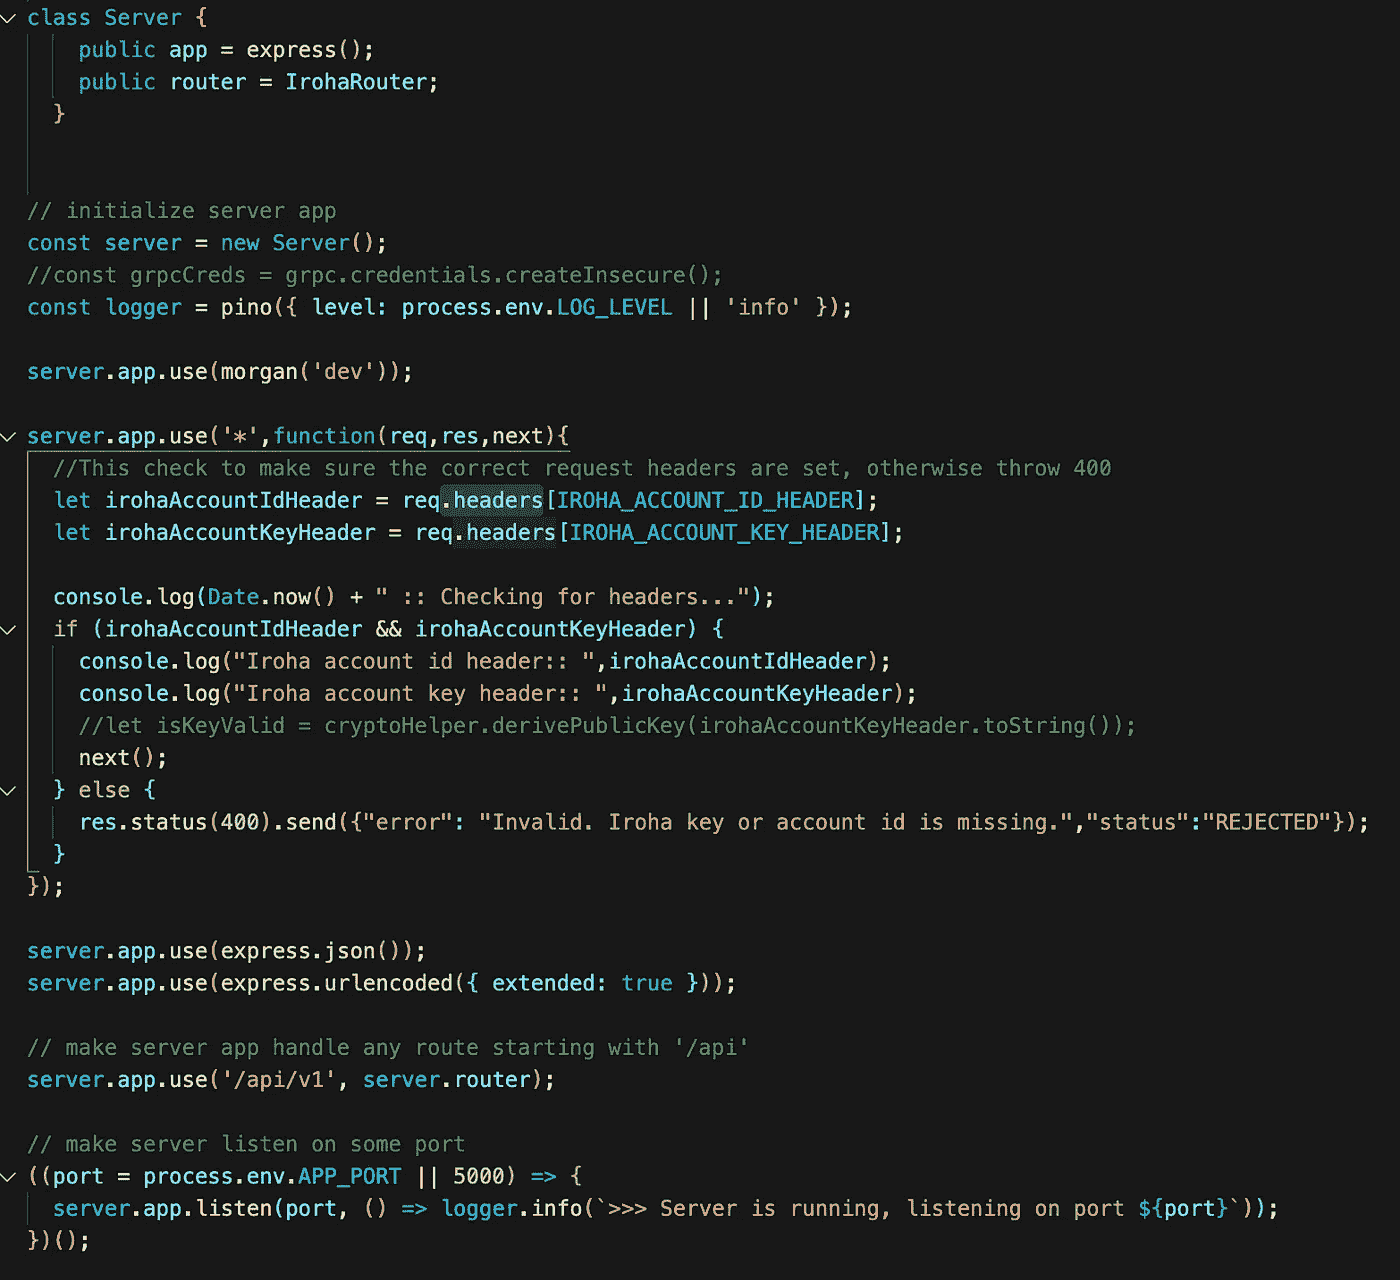 class Server {
    public app = express();
    public router = IrohaRouter;
  }
// initialize server app
const server = new Server();
//const grpcCreds = grpc.credentials.createInsecure();
const logger = pino({ level: process.env.LOG_LEVEL || 'info' });
server.app.use(morgan('dev'));
server.app.use('*',function(req,res,next){
  //This check to make sure the correct request headers are set, otherwise throw 400
  let irohaAccountIdHeader = req.headers[IROHA_ACCOUNT_ID_HEADER];
  let irohaAccountKeyHeader = req.headers[IROHA_ACCOUNT_KEY_HEADER];
  console.log(Date.now() + " :: Checking for headers...");
  if (irohaAccountIdHeader && irohaAccountKeyHeader) {
    console.log("Iroha account id header:: ",irohaAccountIdHeader);
    console.log("Iroha account key header:: ",irohaAccountKeyHeader);
    //let isKeyValid = cryptoHelper.derivePublicKey(irohaAccountKeyHeader.toString());
    next();
  } else {
    res.status(400).send({"error": "Invalid. Iroha key or account id is missing.","status":"REJECTED"});
  }
});
server.app.use(express.json());
server.app.use(express.urlencoded({ extended: true }));
// make server app handle any route starting with '/api'
server.app.use('/api/v1', server.router);
// make server listen on some port
((port = process.env.APP_PORT || 5000) => {
  server.app.listen(port, () => logger.info(`>>> Server is running, listening on port ${port}`));
})();